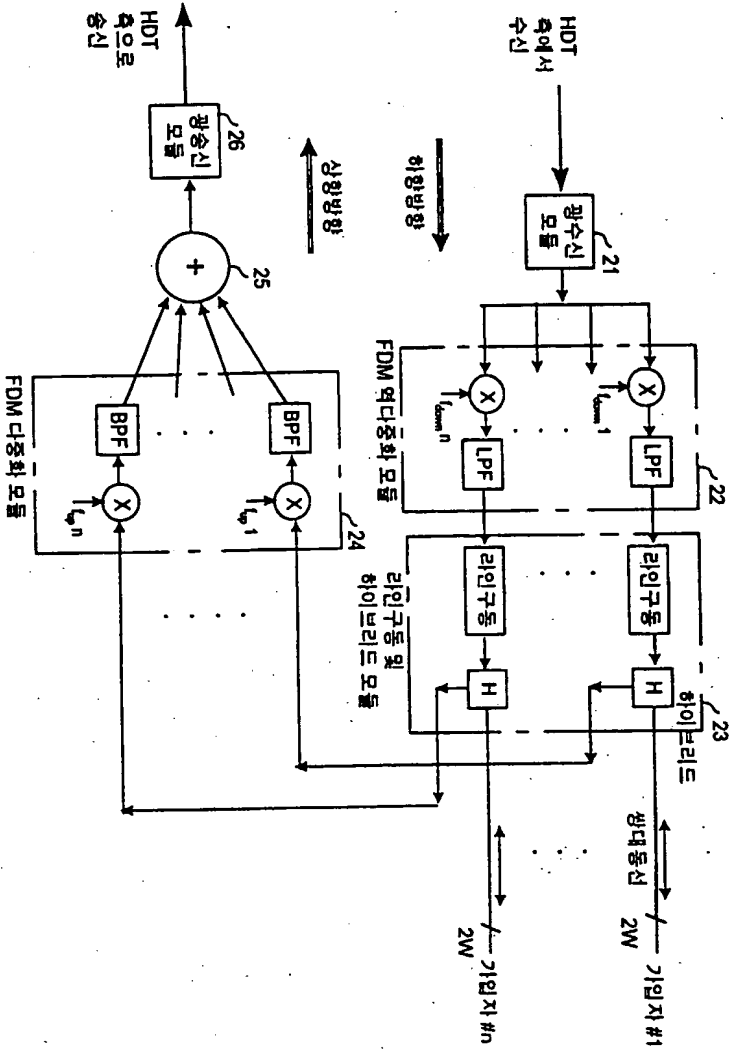 HDT
측에서
수신
광수신
모듈
21
하향방향
X
f_down 1
LPF
X
f_down n
LPF
FDM 역다중화 모듈
22
라인구동
H
라인구동
H
하이브리드
23
라인구동 및
하이브리드 모듈
쌍대동선
2W
가입자 #1
2W
가입자 #n
HDT
측으로
송신
광송신
모듈
26
상향방향
+
25
BPF
X
f_up 1
BPF
X
f_up n
24
FDM 다중화 모듈